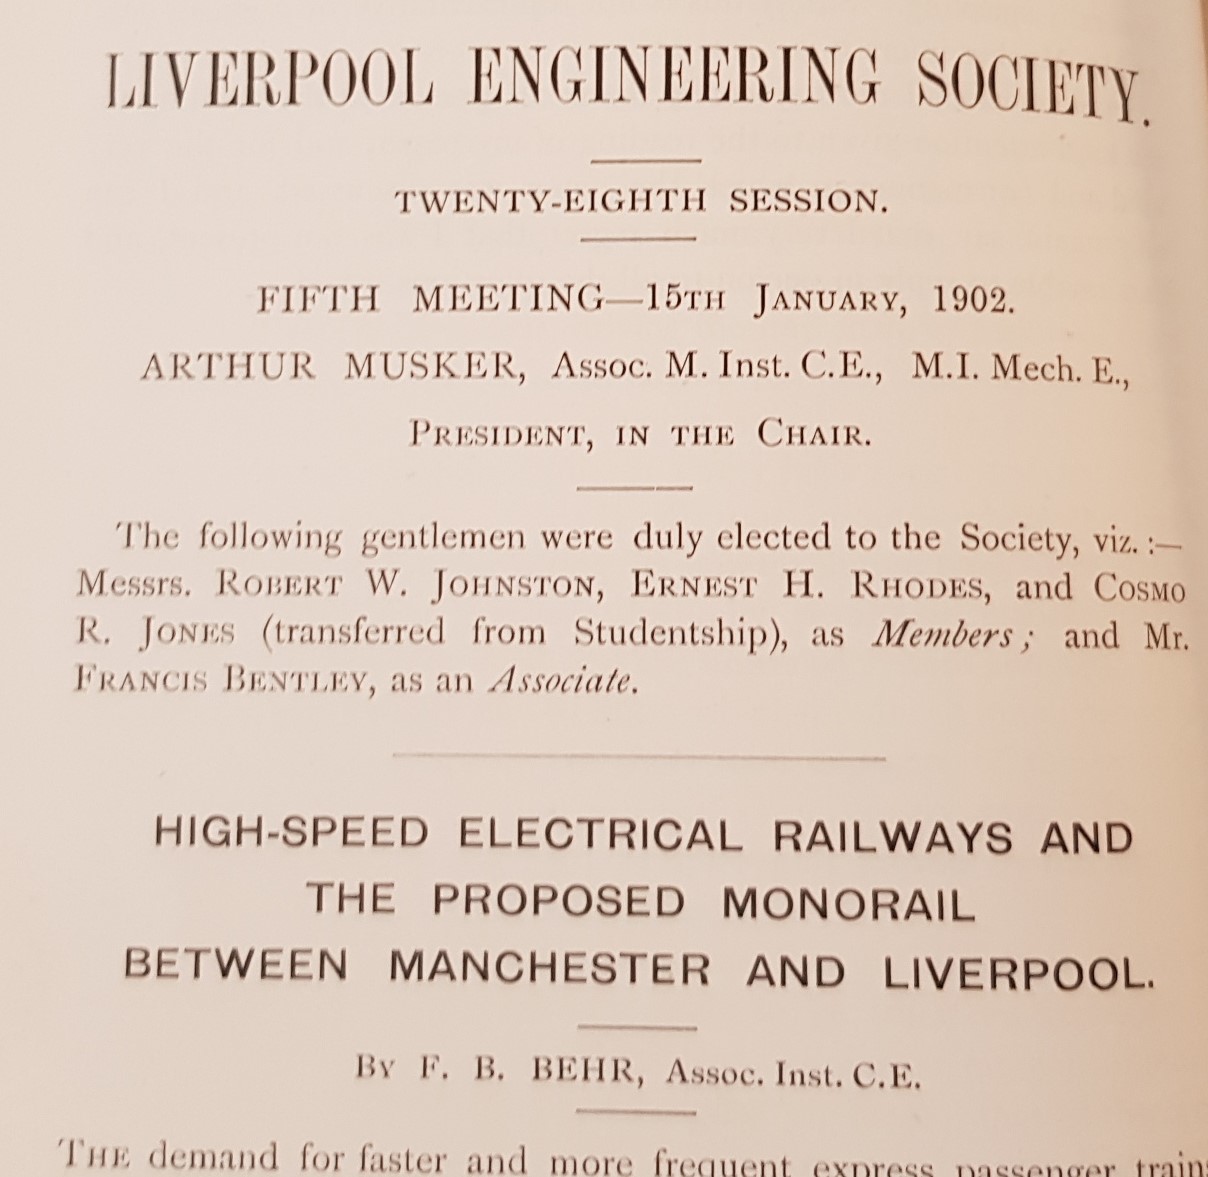 LIVERPOOL ENGINEERING SOCIETY.
TWENTY-EIGHTH SESSION.
FIFTH MEETING—15TH JANUARY, 1902.
ARTHUR MUSKER, Assoc. M. Inst. C.E., M.I. Mech. E.,
PRESIDENT, IN THE CHAIR.
The following gentlemen were duly elected to the Society, viz. :—
Messrs. ROBERT W. JOHNSTON, ERNEST H. RHODES, and COSMO
R. JONES (transferred from Studentship), as Members; and Mr.
FRANCIS BENTLEY, as an Associate.
HIGH-SPEED ELECTRICAL RAILWAYS AND
THE PROPOSED MONORAIL
BETWEEN MANCHESTER AND LIVERPOOL.
BY F. B. BEHR, Assoc. Inst. C.E.
THE demand for faster and more frequent express passenger trains